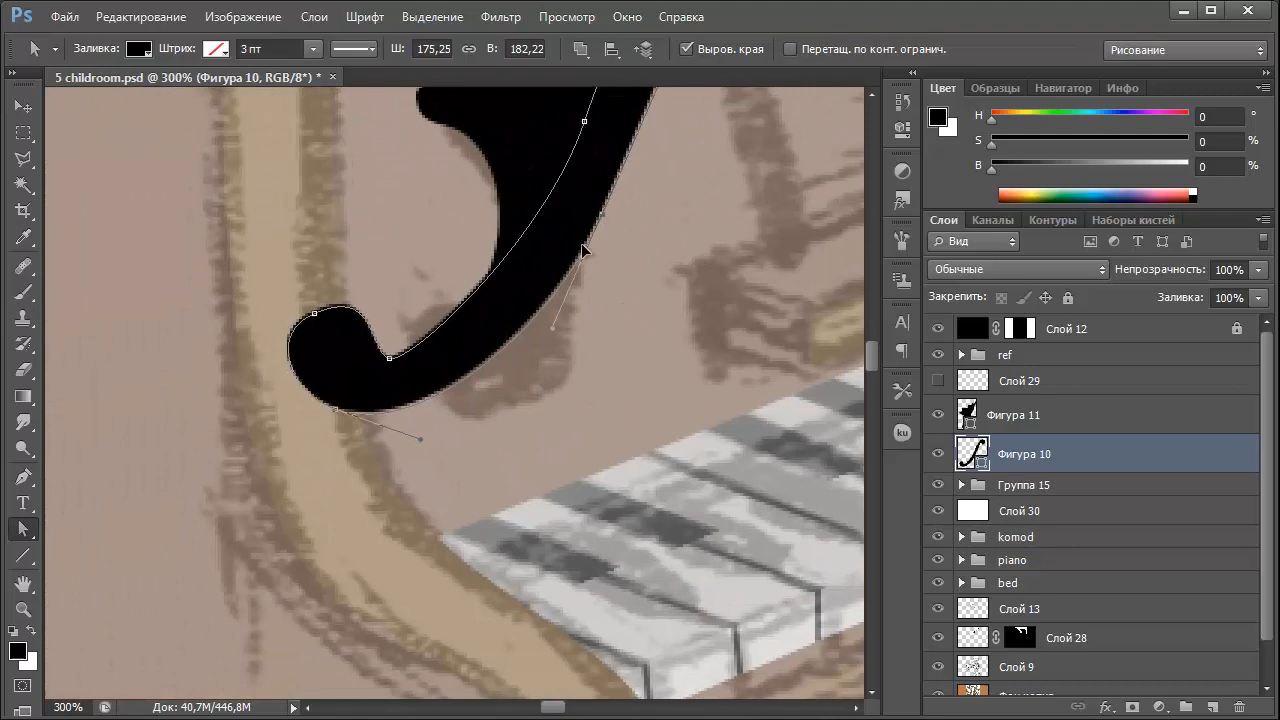 Ps Файл Редактирование Изображение Слои Шрифт Выделение Фильтр Просмотр Окно Справка
Заливка: Штрих: 3 пт Ш: 175,25 В: 182,22 Выров. края Перетащ. по конт. огранич. Рисование
5 childroom.psd @ 300% (Фигура 10, RGB/8*) * ×
Цвет Образцы Навигатор Инфо
H 0 °
S 0 %
B 0 %
Слои Каналы Контуры Наборы кистей
Вид
Обычные Непрозрачность: 100%
Закрепить: Заливка: 100%
Слой 12
ref
Слой 29
Фигура 11
Фигура 10
Группа 15
Слой 30
komod
piano
bed
Слой 13
Слой 28
Слой 9
ku
300% Док: 40,7M/446,8M